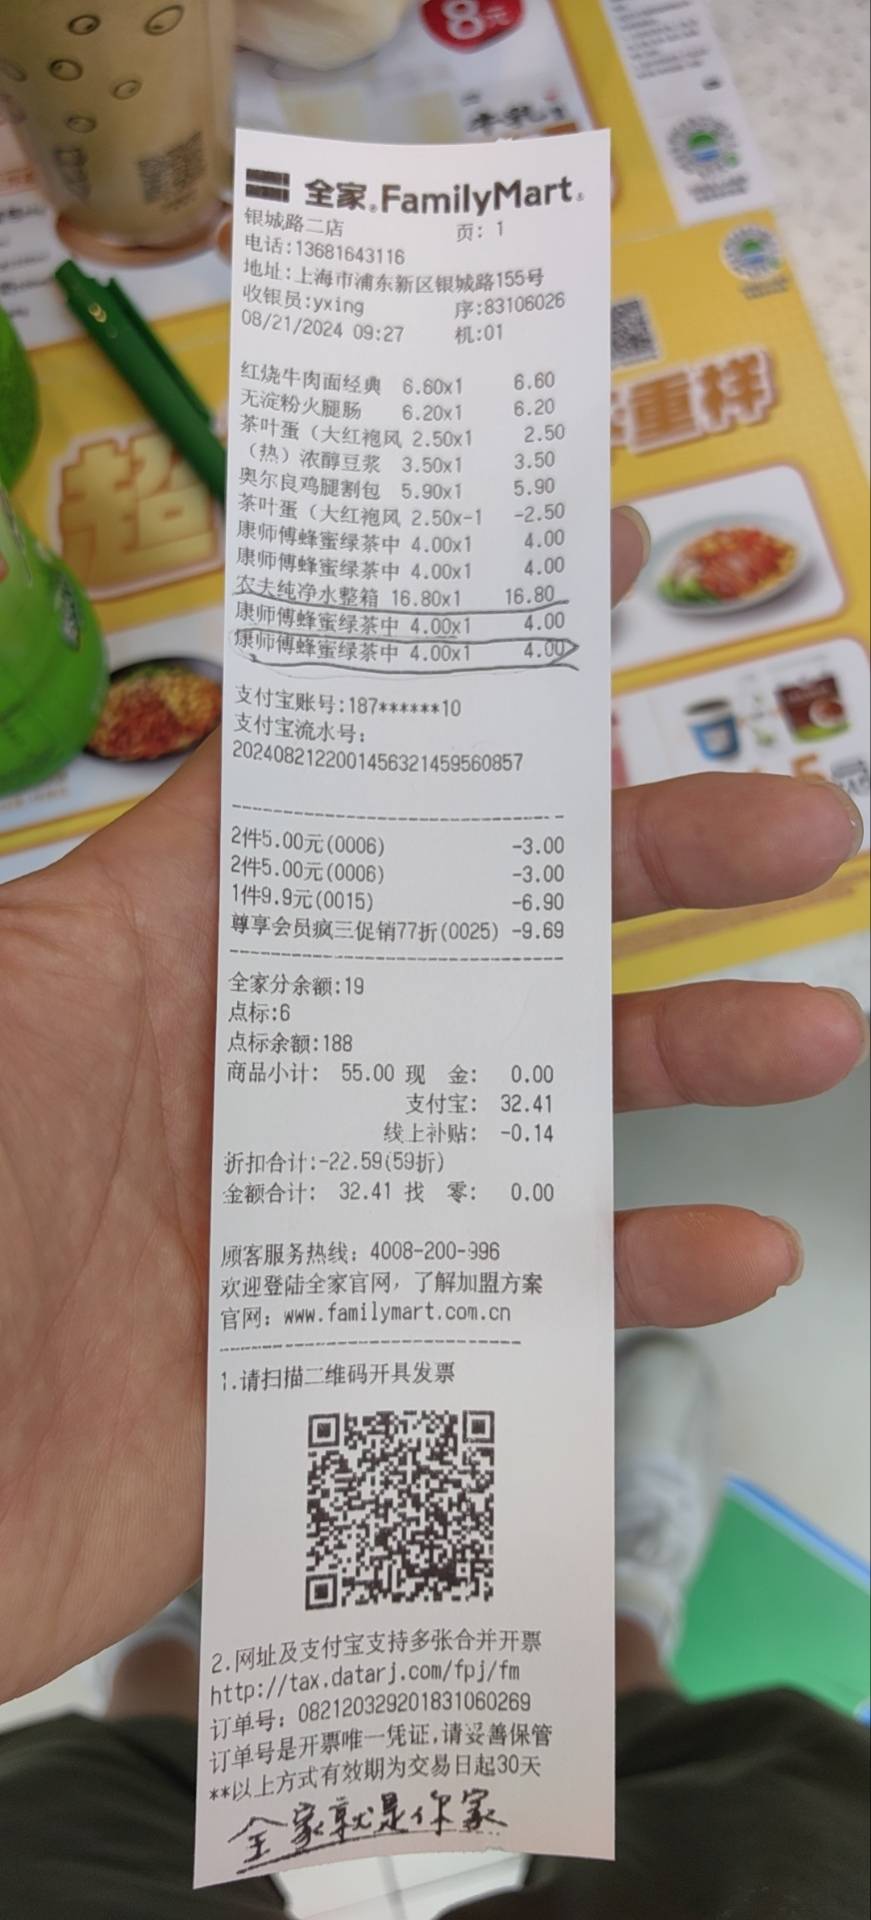 8元
全家®FamilyMart®
银城路二店 页: 1
电话:13681643116
地址:上海市浦东新区银城路155号
收银员:yxing 序:83106026
08/21/2024 09:27 机:01
红烧牛肉面经典 6.60x1 6.60
无淀粉火腿肠 6.20x1 6.20
茶叶蛋（大红袍风 2.50x1 2.50
（热）浓醇豆浆 3.50x1 3.50
奥尔良鸡腿割包 5.90x1 5.90
茶叶蛋（大红袍风 2.50x-1 -2.50
康师傅蜂蜜绿茶中 4.00x1 4.00
康师傅蜂蜜绿茶中 4.00x1 4.00
农夫纯净水整箱 16.80x1 16.80
康师傅蜂蜜绿茶中 4.00x1 4.00
康师傅蜂蜜绿茶中 4.00x1 4.00
支付宝账号:187******10
支付宝流水号:
2024082122001456321459560857
2件5.00元(0006) -3.00
2件5.00元(0006) -3.00
1件9.9元(0015) -6.90
尊享会员疯三促销77折(0025) -9.69
全家分余额:19
点标:6
点标余额:188
商品小计: 55.00 现 金: 0.00
支付宝: 32.41
线上补贴: -0.14
折扣合计:-22.59(59折)
金额合计: 32.41 找 零: 0.00
顾客服务热线: 4008-200-996
欢迎登陆全家官网，了解加盟方案
官网: www.familymart.com.cn
1.请扫描二维码开具发票
2.网址及支付宝支持多张合并开票
http://tax.datarj.com/fpj/fm
订单号: 082120329201831060269
订单号是开票唯一凭证,请妥善保管
**以上方式有效期为交易日起30天
全家就是你家
超
重样